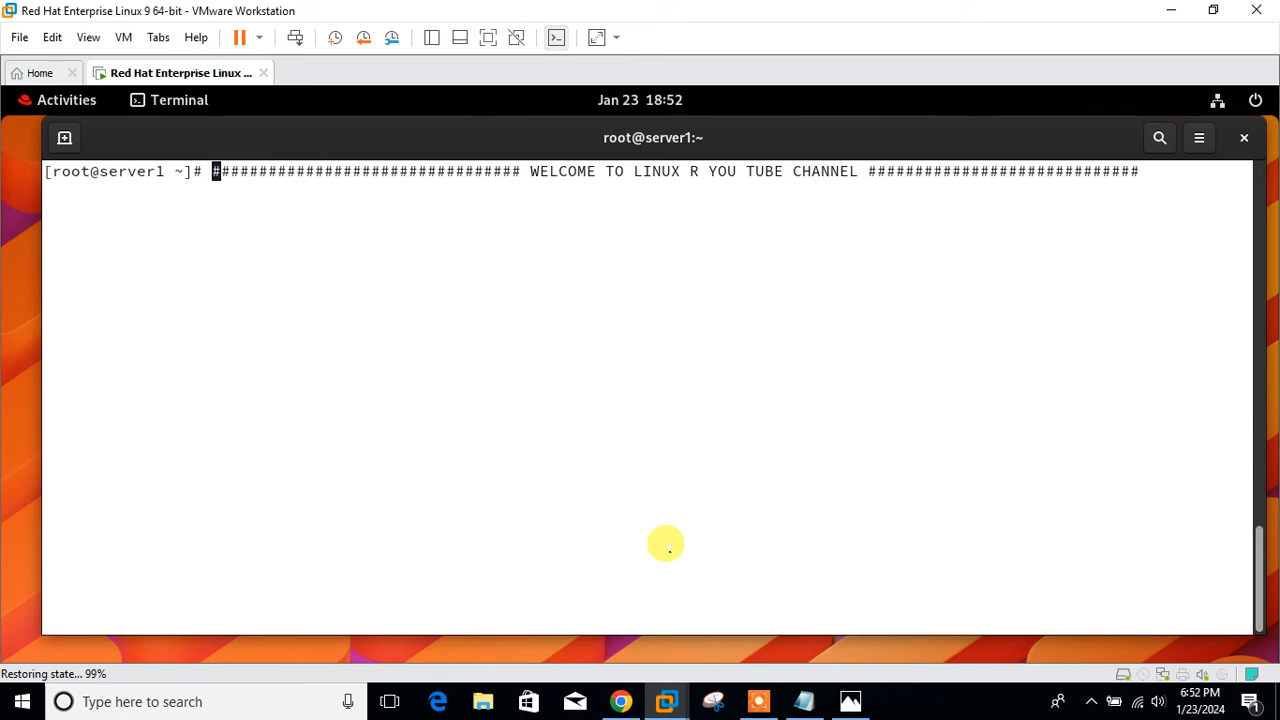 Red Hat Enterprise Linux 9 64-bit - VMware Workstation
File Edit View VM Tabs Help
Home Red Hat Enterprise Linux ...
Activities Terminal Jan 23 18:52
root@server1:~
[root@server1 ~]# ################################# WELCOME TO LINUX R YOU TUBE CHANNEL #############################
Restoring state... 99%
Type here to search
6:52 PM
1/23/2024
1